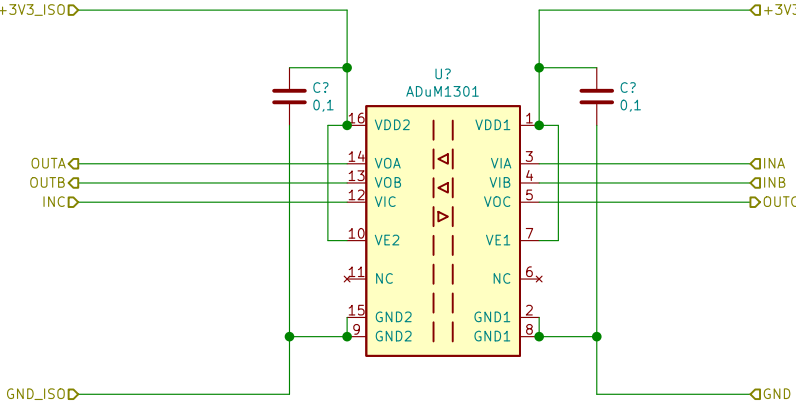 +3V3_ISO
+3V3
U?
ADuM1301
C?
0,1
C?
0,1
16 VDD2 VDD1 1
OUTA 14 VOA VIA 3 INA
OUTB 13 VOB VIB 4 INB
INC 12 VIC VOC 5 OUTC
10 VE2 VE1 7
11 NC NC 6
15 GND2 GND1 2
9 GND2 GND1 8
GND_ISO
GND